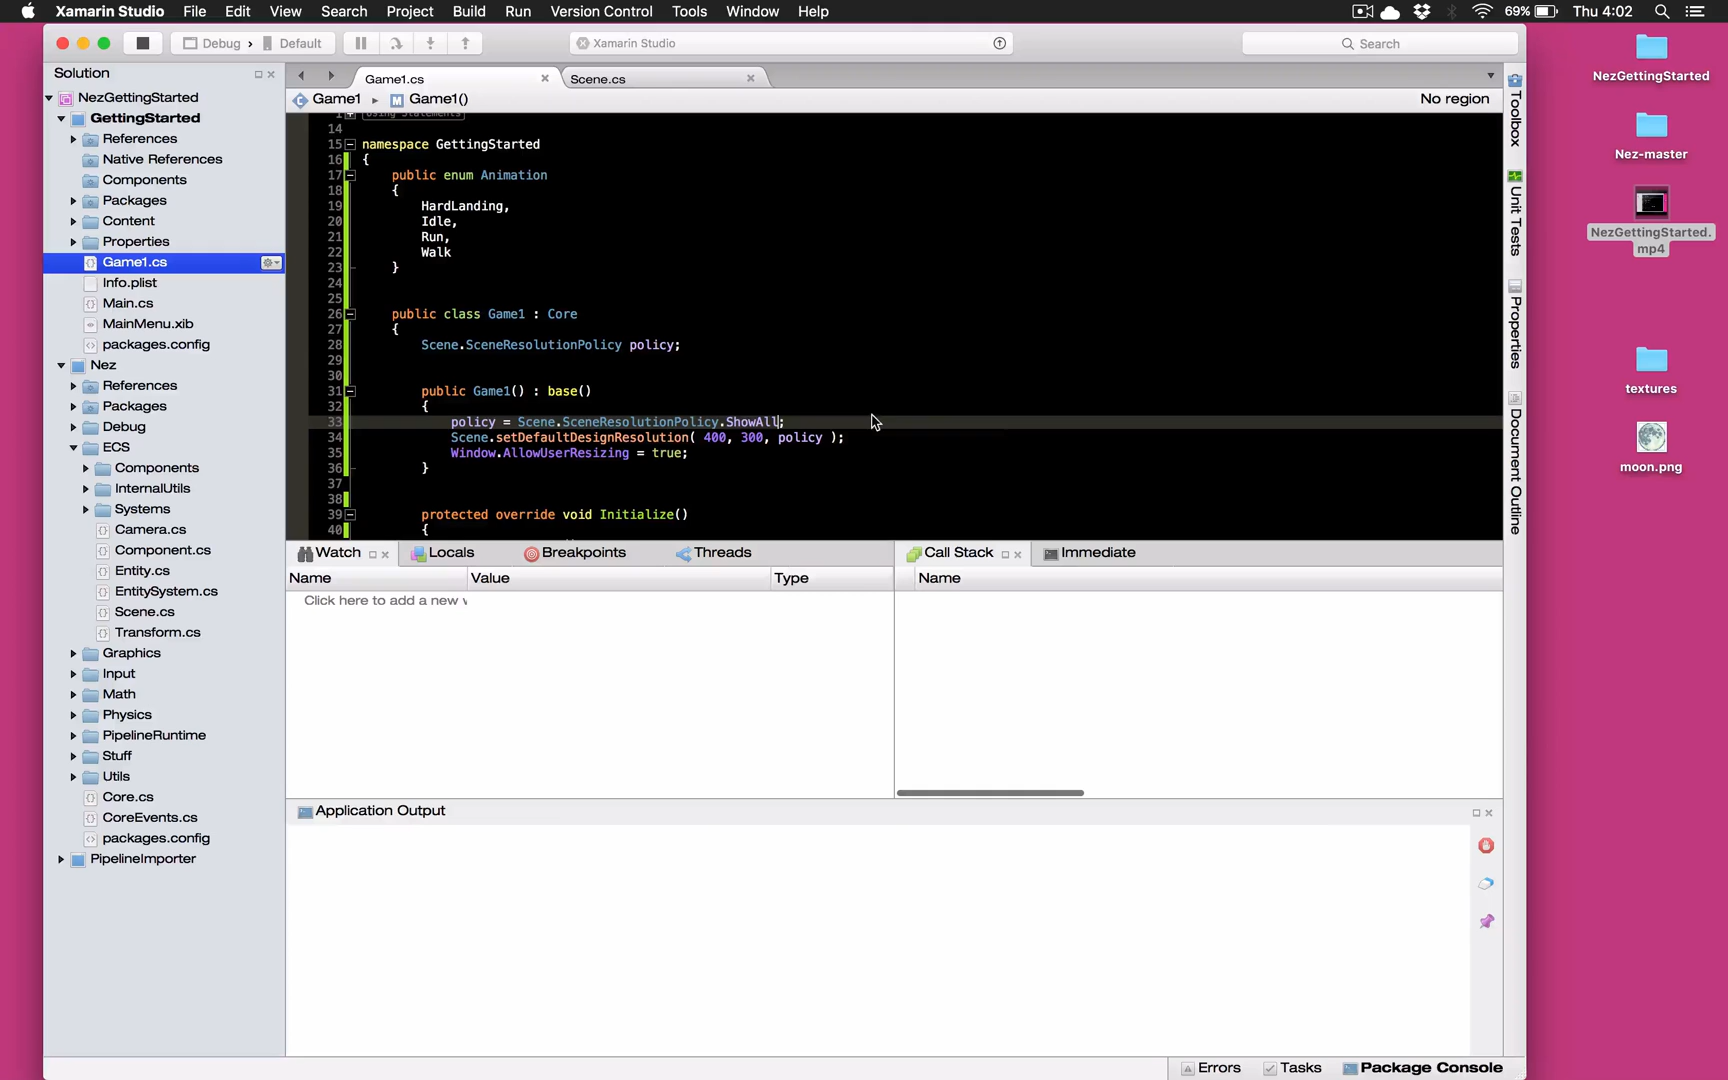 Xamarin Studio File Edit View Search Project Build Run Version Control Tools Window Help 69% Thu 4:02
Debug › Default Xamarin Studio Search
Solution
NezGettingStarted
GettingStarted
References
Native References
Components
Packages
Content
Properties
Game1.cs
Info.plist
Main.cs
MainMenu.xib
packages.config
Nez
References
Packages
Debug
ECS
Components
InternalUtils
Systems
Camera.cs
Component.cs
Entity.cs
EntitySystem.cs
Scene.cs
Transform.cs
Graphics
Input
Math
Physics
PipelineRuntime
Stuff
Utils
Core.cs
CoreEvents.cs
packages.config
PipelineImporter
Game1.cs Scene.cs
Game1 ▸ M Game1() No region
1 Using Statements
14
15 namespace GettingStarted
16 {
17 public enum Animation
18 {
19 HardLanding,
20 Idle,
21 Run,
22 Walk
23 }
24
25
26 public class Game1 : Core
27 {
28 Scene.SceneResolutionPolicy policy;
29
30
31 public Game1() : base()
32 {
33 policy = Scene.SceneResolutionPolicy.ShowAll;
34 Scene.setDefaultDesignResolution( 400, 300, policy );
35 Window.AllowUserResizing = true;
36 }
37
38
39 protected override void Initialize()
40 {
Toolbox
Unit Tests
Properties
Document Outline
Watch Locals Breakpoints Threads
Name Value Type
Click here to add a new v
Call Stack Immediate
Name
Application Output
Errors Tasks Package Console
NezGettingStarted
Nez-master
NezGettingStarted.
mp4
textures
moon.png